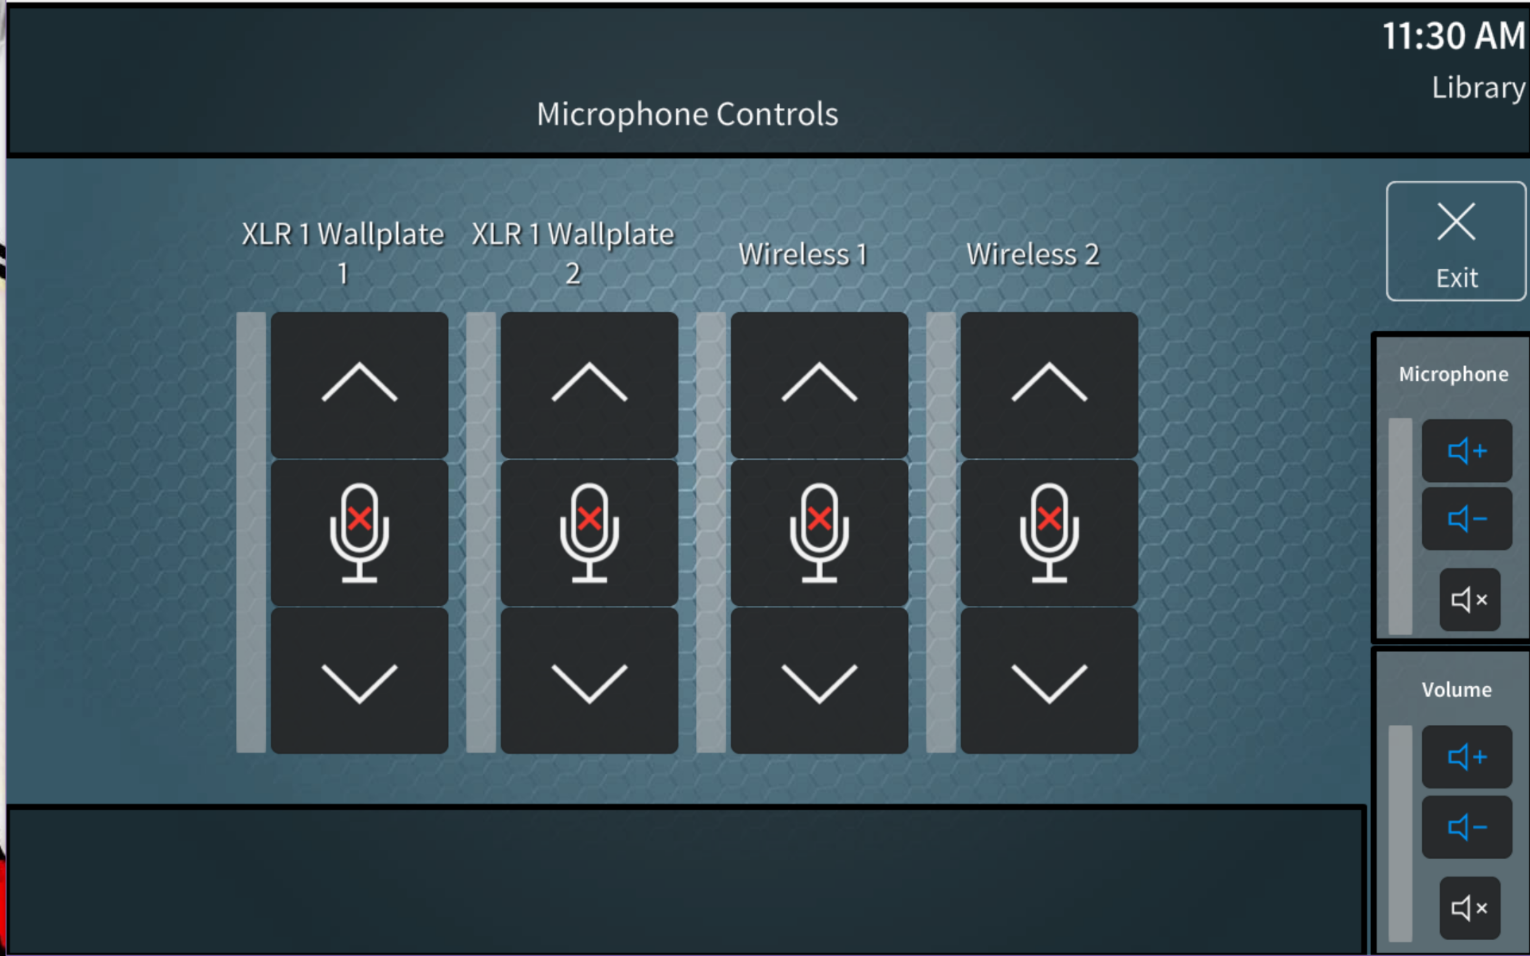 11:30 AM
Library
Microphone Controls
XLR 1 Wallplate
1
XLR 1 Wallplate
2
Wireless 1
Wireless 2
Exit
Microphone
Volume